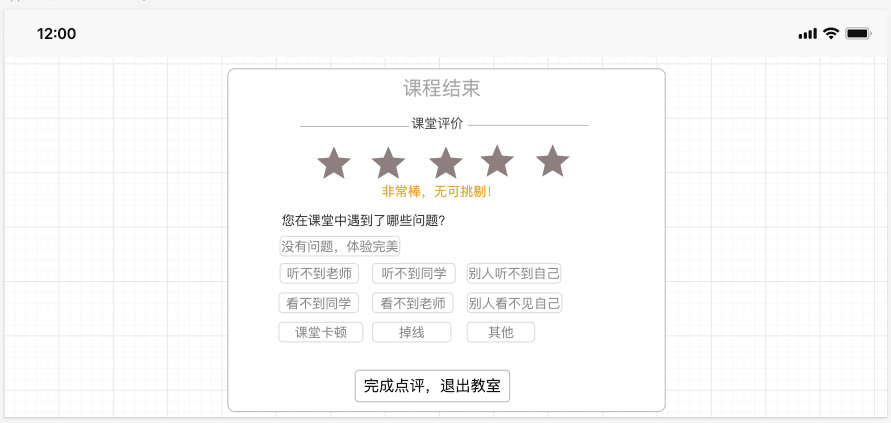 12:00
课程结束
课堂评价
非常棒，无可挑剔！
您在课堂中遇到了哪些问题？
没有问题，体验完美
听不到老师 听不到同学 别人听不到自己
看不到同学 看不到老师 别人看不见自己
课堂卡顿 掉线 其他
完成点评，退出教室